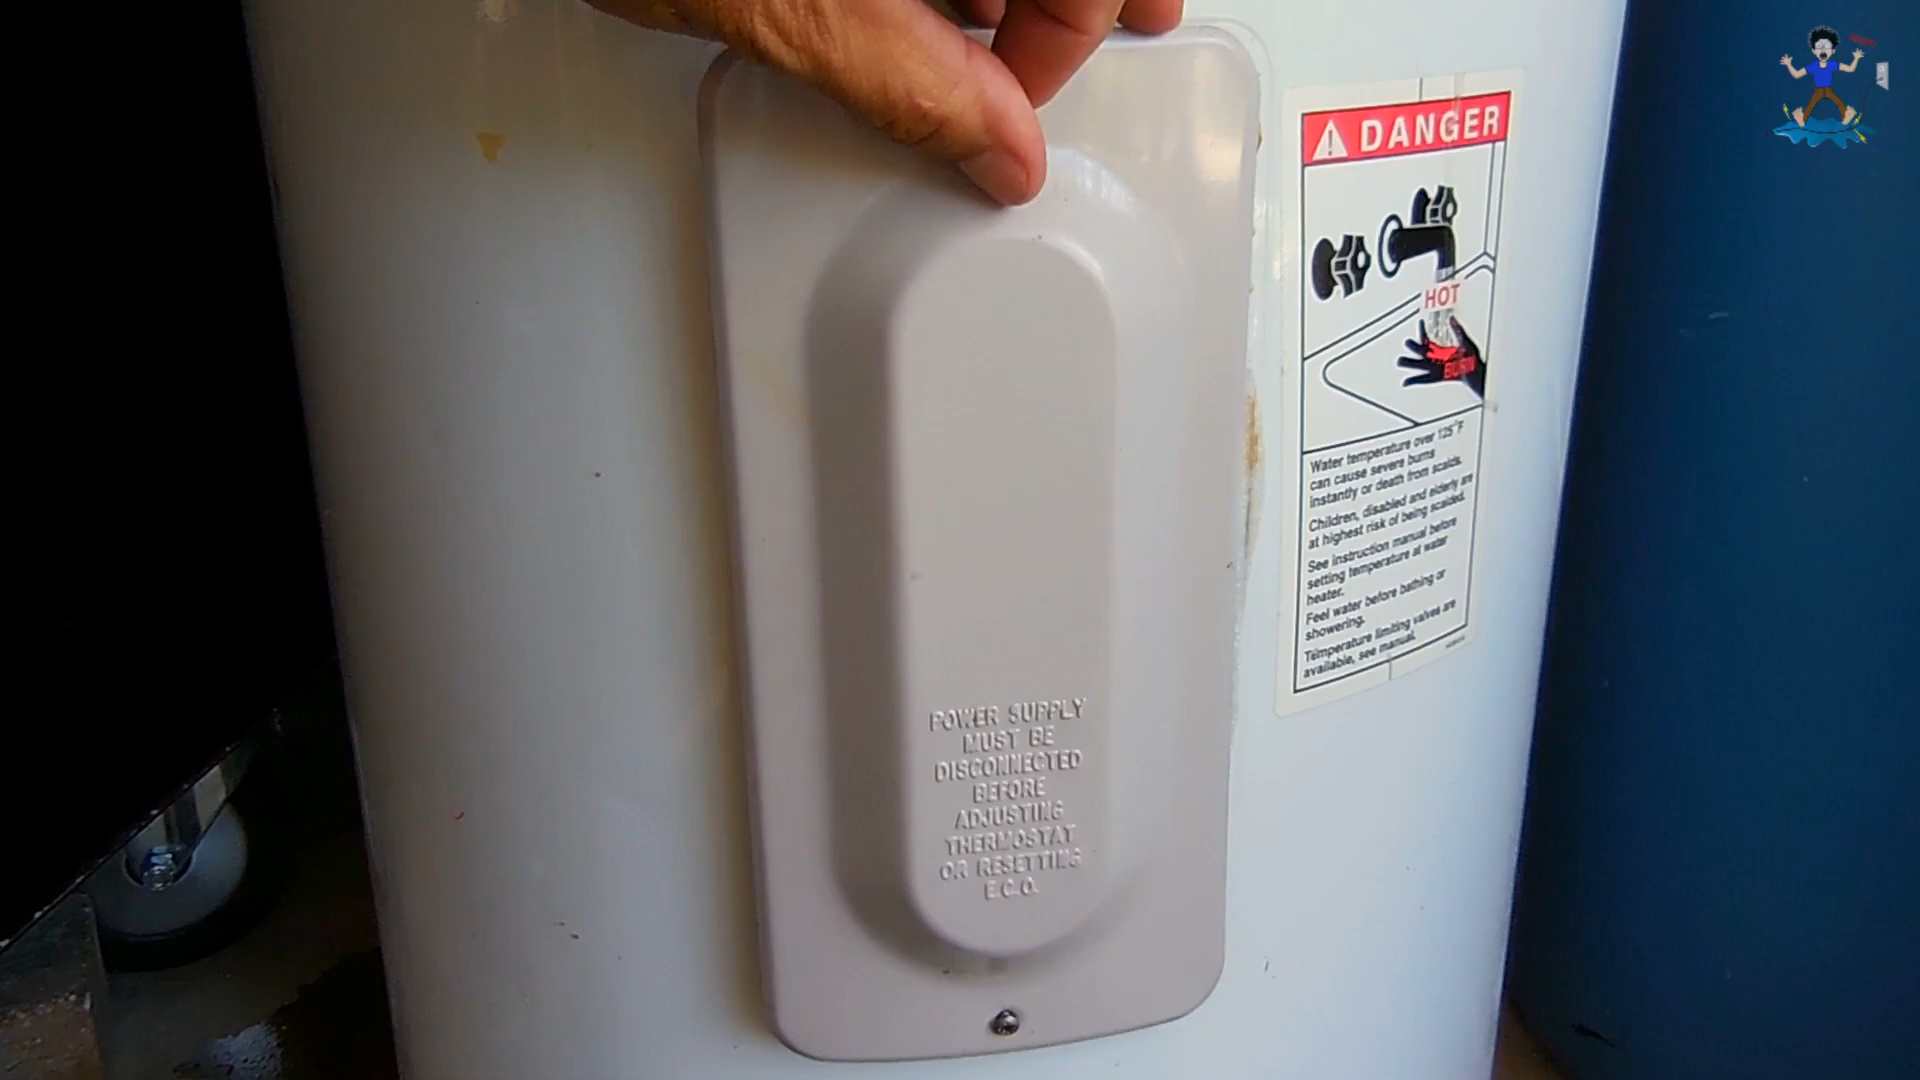 DANGER
HOT
BURN
Water temperature over 125°F
can cause severe burns
instantly or death from scalds.
Children, disabled and elderly are
at highest risk of being scalded.
See instruction manual before
setting temperature at water
heater.
Feel water before bathing or
showering.
Temperature limiting valves are
available, see manual.
POWER SUPPLY
MUST BE
DISCONNECTED
BEFORE
ADJUSTING
THERMOSTAT
OR RESETTING
E.C.O.